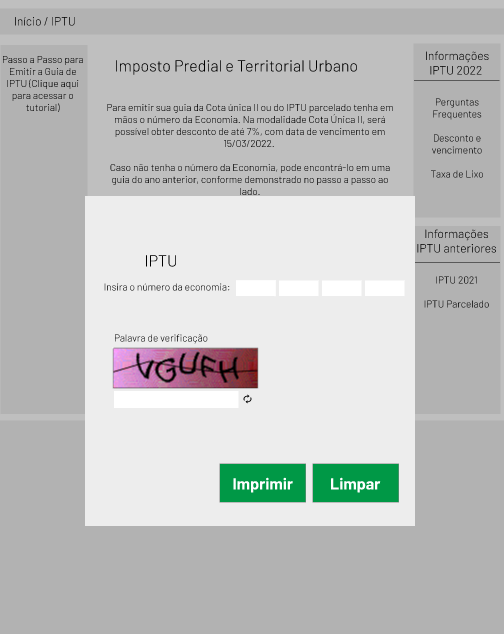 Início / IPTU
Passo a Passo para
Emitir a Guia de
IPTU (Clique aqui
para acessar o
tutorial)
Imposto Predial e Territorial Urbano
Para emitir sua guia da Cota única II ou do IPTU parcelado tenha em
mãos o número da Economia. Na modalidade Cota Única II, será
possível obter desconto de até 7%, com data de vencimento em
15/03/2022.
Caso não tenha o número da Economia, pode encontrá-lo em uma
guia do ano anterior, conforme demonstrado no passo a passo ao
lado.
IPTU
Insira o número da economia:
Palavra de verificação
VGUFH
Imprimir
Limpar
Informações
IPTU 2022
Perguntas
Frequentes
Desconto e
vencimento
Taxa de Lixo
Informações
IPTU anteriores
IPTU 2021
IPTU Parcelado